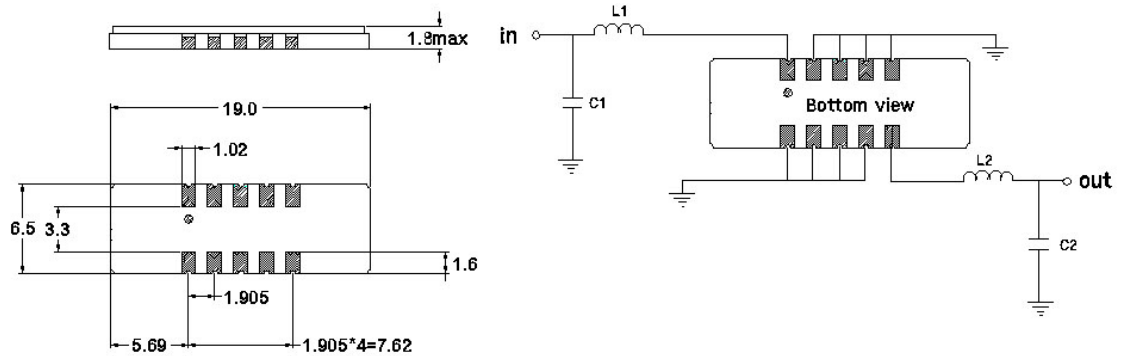 1.8max
19.0
1.02
6.5
3.3
1.6
1.905
5.69
1.905*4=7.62
in
L1
C1
Bottom view
L2
out
C2